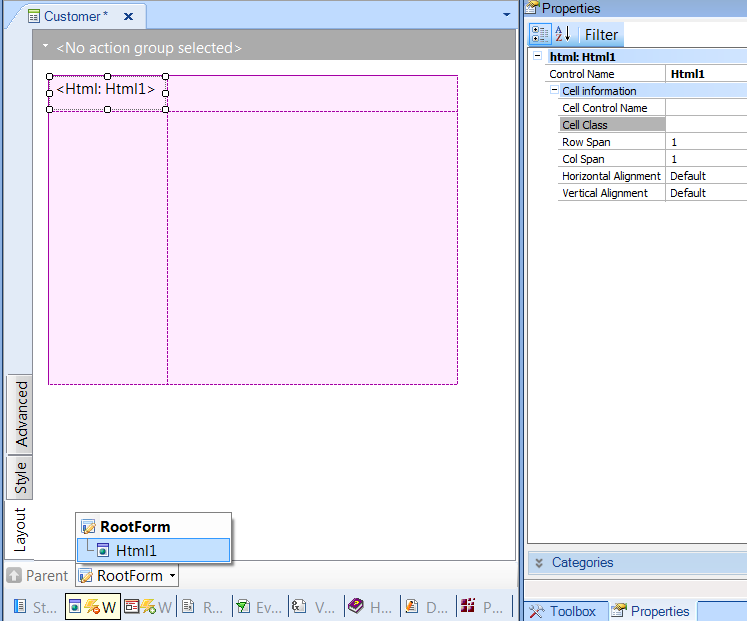 Customer *
<No action group selected>
<Html: Html1>
Advanced
Style
Layout
RootForm
Html1
Parent
RootForm
St...
W
W
R...
Ev...
V...
H...
D...
P...
Properties
Filter
html: Html1
Control Name Html1
Cell information
Cell Control Name
Cell Class
Row Span 1
Col Span 1
Horizontal Alignment Default
Vertical Alignment Default
Categories
Toolbox
Properties